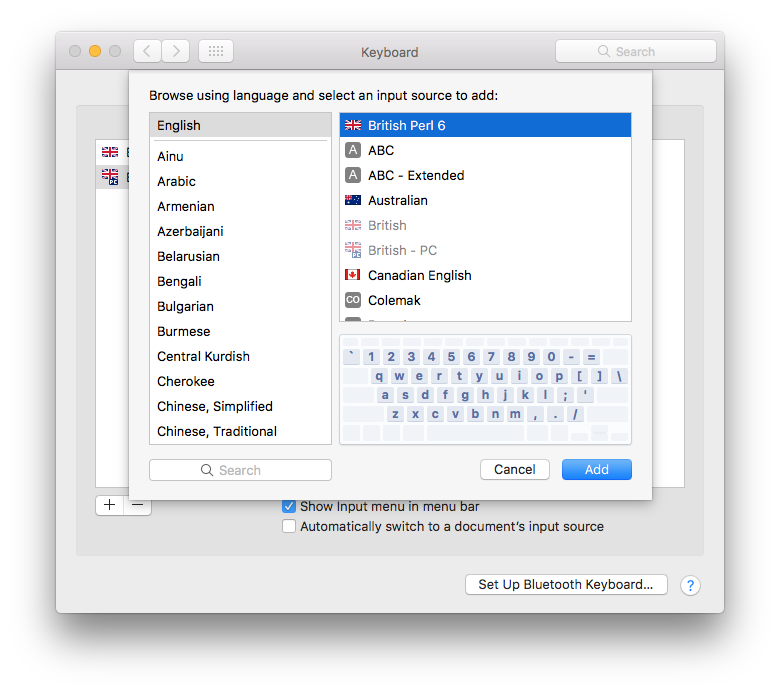 Keyboard
Search
Browse using language and select an input source to add:
English
Ainu
Arabic
Armenian
Azerbaijani
Belarusian
Bengali
Bulgarian
Burmese
Central Kurdish
Cherokee
Chinese, Simplified
Chinese, Traditional
British Perl 6
A ABC
A ABC - Extended
Australian
British
PC British - PC
Canadian English
CO Colemak
` 1 2 3 4 5 6 7 8 9 0 - =
q w e r t y u i o p [ ] \
a s d f g h j k l ; '
z x c v b n m , . /
Search
Cancel
Add
Show Input menu in menu bar
Automatically switch to a document's input source
Set Up Bluetooth Keyboard...
?